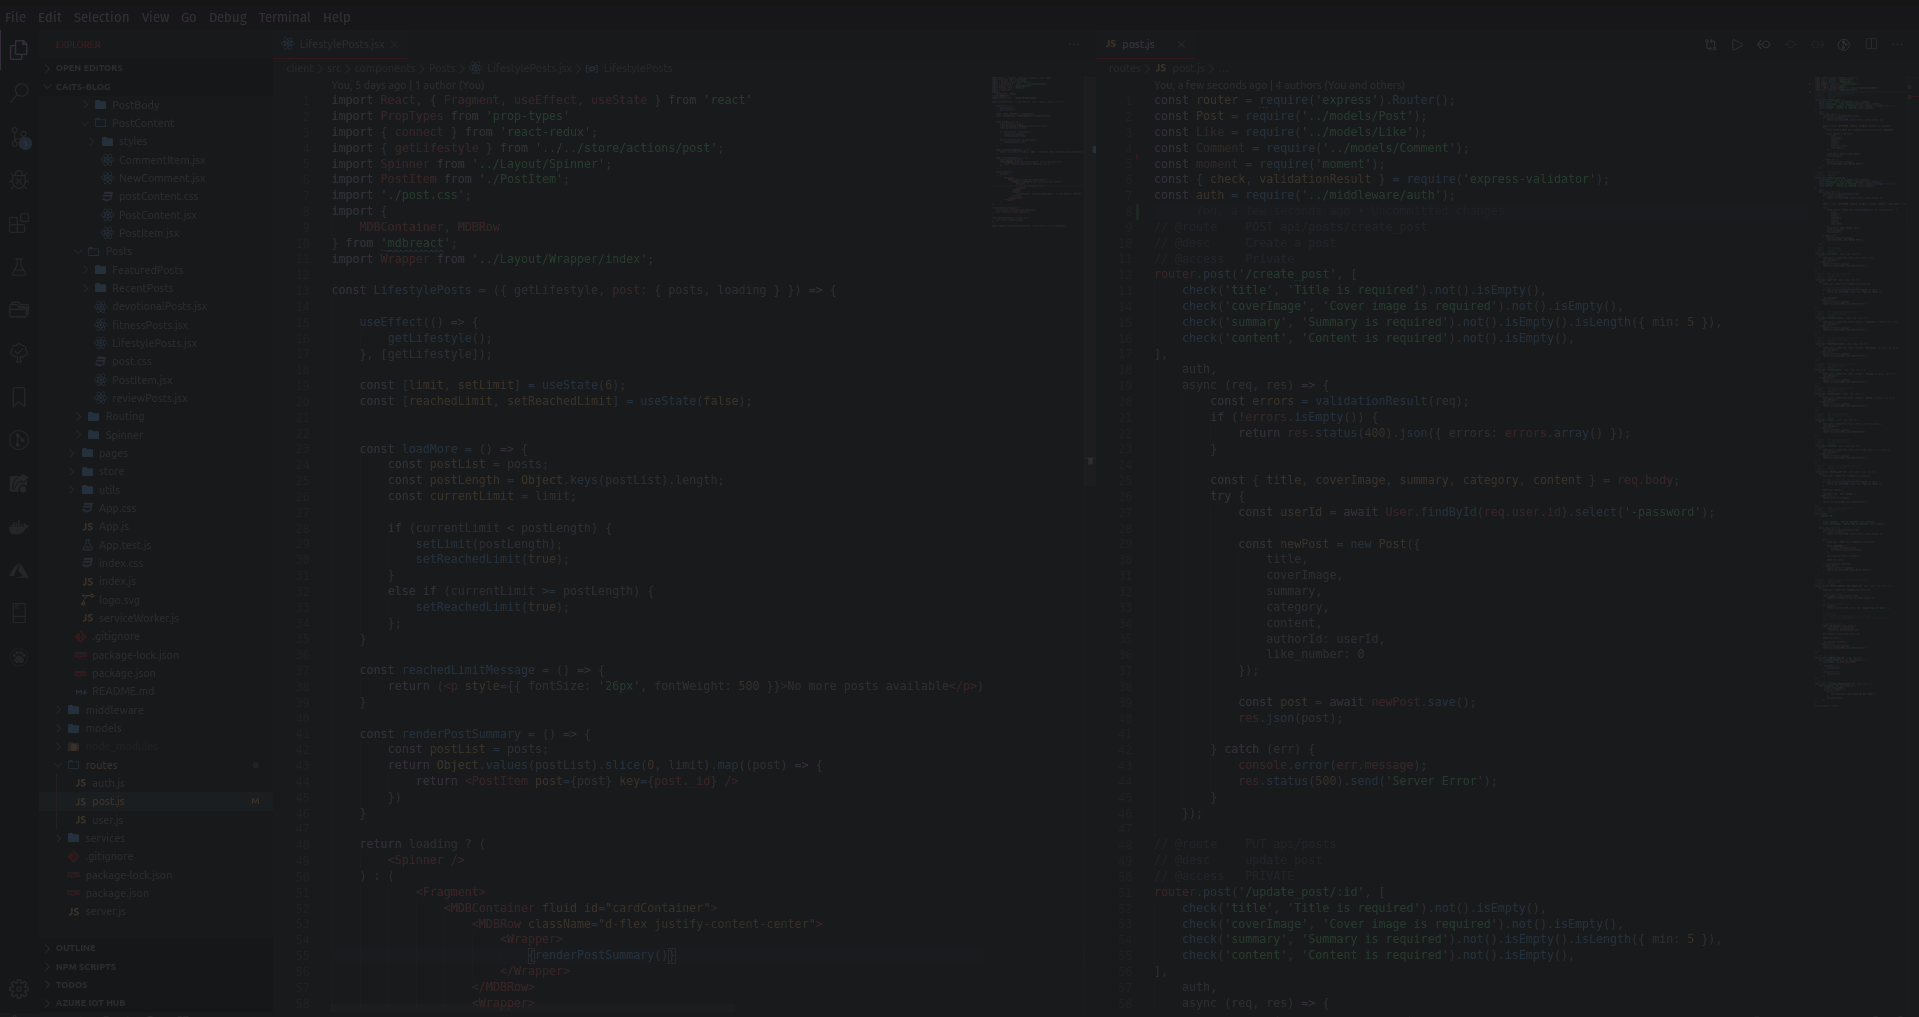 File Edit Selection View Go Debug Terminal Help
EXPLORER
OPEN EDITORS
CAITS-BLOG
PostBody
PostContent
styles
CommentItem.jsx
NewComment.jsx
postContent.css
PostContent.jsx
PostItem.jsx
Posts
FeaturedPosts
RecentPosts
devotionalPosts.jsx
fitnessPosts.jsx
LifestylePosts.jsx
post.css
PostItem.jsx
reviewPosts.jsx
Routing
Spinner
pages
store
utils
App.css
App.js
App.test.js
index.css
index.js
logo.svg
serviceWorker.js
.gitignore
package-lock.json
package.json
README.md
middleware
models
node_modules
routes
auth.js
post.js M
user.js
services
.gitignore
package-lock.json
package.json
server.js
OUTLINE
NPM SCRIPTS
TODOS
AZURE IOT HUB
LifestylePosts.jsx
client > src > components > Posts > LifestylePosts.jsx > LifestylePosts
You, 5 days ago | 1 author (You)
import React, { Fragment, useEffect, useState } from 'react'
import PropTypes from 'prop-types'
import { connect } from 'react-redux';
import { getLifestyle } from '../../store/actions/post';
import Spinner from '../Layout/Spinner';
import PostItem from './PostItem';
import './post.css';
import {
MDBContainer, MDBRow
} from 'mdbreact';
import Wrapper from '../Layout/Wrapper/index';
const LifestylePosts = ({ getLifestyle, post: { posts, loading } }) => {
useEffect(() => {
getLifestyle();
}, [getLifestyle]);
const [limit, setLimit] = useState(6);
const [reachedLimit, setReachedLimit] = useState(false);
const loadMore = () => {
const postList = posts;
const postLength = Object.keys(postList).length;
const currentLimit = limit;
if (currentLimit < postLength) {
setLimit(postLength);
setReachedLimit(true);
}
else if (currentLimit >= postLength) {
setReachedLimit(true);
};
}
const reachedLimitMessage = () => {
return (<p style={{ fontSize: '26px', fontWeight: 500 }}>No more posts available</p>)
}
const renderPostSummary = () => {
const postList = posts;
return Object.values(postList).slice(0, limit).map((post) => {
return <PostItem post={post} key={post._id} />
})
}
return loading ? (
<Spinner />
) : (
<Fragment>
<MDBContainer fluid id="cardContainer">
<MDBRow className="d-flex justify-content-center">
<Wrapper>
{renderPostSummary()}
</Wrapper>
</MDBRow>
<Wrapper>
post.js
routes > post.js > ...
You, a few seconds ago | 4 authors (You and others)
const router = require('express').Router();
const Post = require('../models/Post');
const Like = require('../models/Like');
const Comment = require('../models/Comment');
const moment = require('moment');
const { check, validationResult } = require('express-validator');
const auth = require('../middleware/auth');
You, a few seconds ago • Uncommitted changes
// @route POST api/posts/create_post
// @desc Create a post
// @access Private
router.post('/create_post', [
check('title', 'Title is required').not().isEmpty(),
check('coverImage', 'Cover image is required').not().isEmpty(),
check('summary', 'Summary is required').not().isEmpty().isLength({ min: 5 }),
check('content', 'Content is required').not().isEmpty(),
],
auth,
async (req, res) => {
const errors = validationResult(req);
if (!errors.isEmpty()) {
return res.status(400).json({ errors: errors.array() });
}
const { title, coverImage, summary, category, content } = req.body;
try {
const userId = await User.findById(req.user.id).select('-password');
const newPost = new Post({
title,
coverImage,
summary,
category,
content,
authorId: userId,
like_number: 0
});
const post = await newPost.save();
res.json(post);
} catch (err) {
console.error(err.message);
res.status(500).send('Server Error');
}
});
// @route PUT api/posts
// @desc Update post
// @access PRIVATE
router.post('/update_post/:id', [
check('title', 'Title is required').not().isEmpty(),
check('coverImage', 'Cover image is required').not().isEmpty(),
check('summary', 'Summary is required').not().isEmpty().isLength({ min: 5 }),
check('content', 'Content is required').not().isEmpty(),
],
auth,
async (req, res) => {